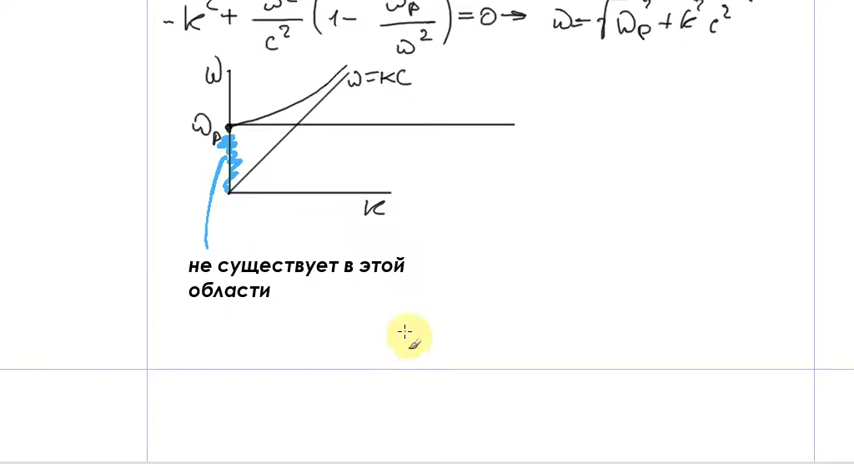 -k² + ω²/c² (1 - ωp²/ω²) = 0 → ω = √ωp² + k²c²
ω
ω=kc
ωp
k
не существует в этой
области